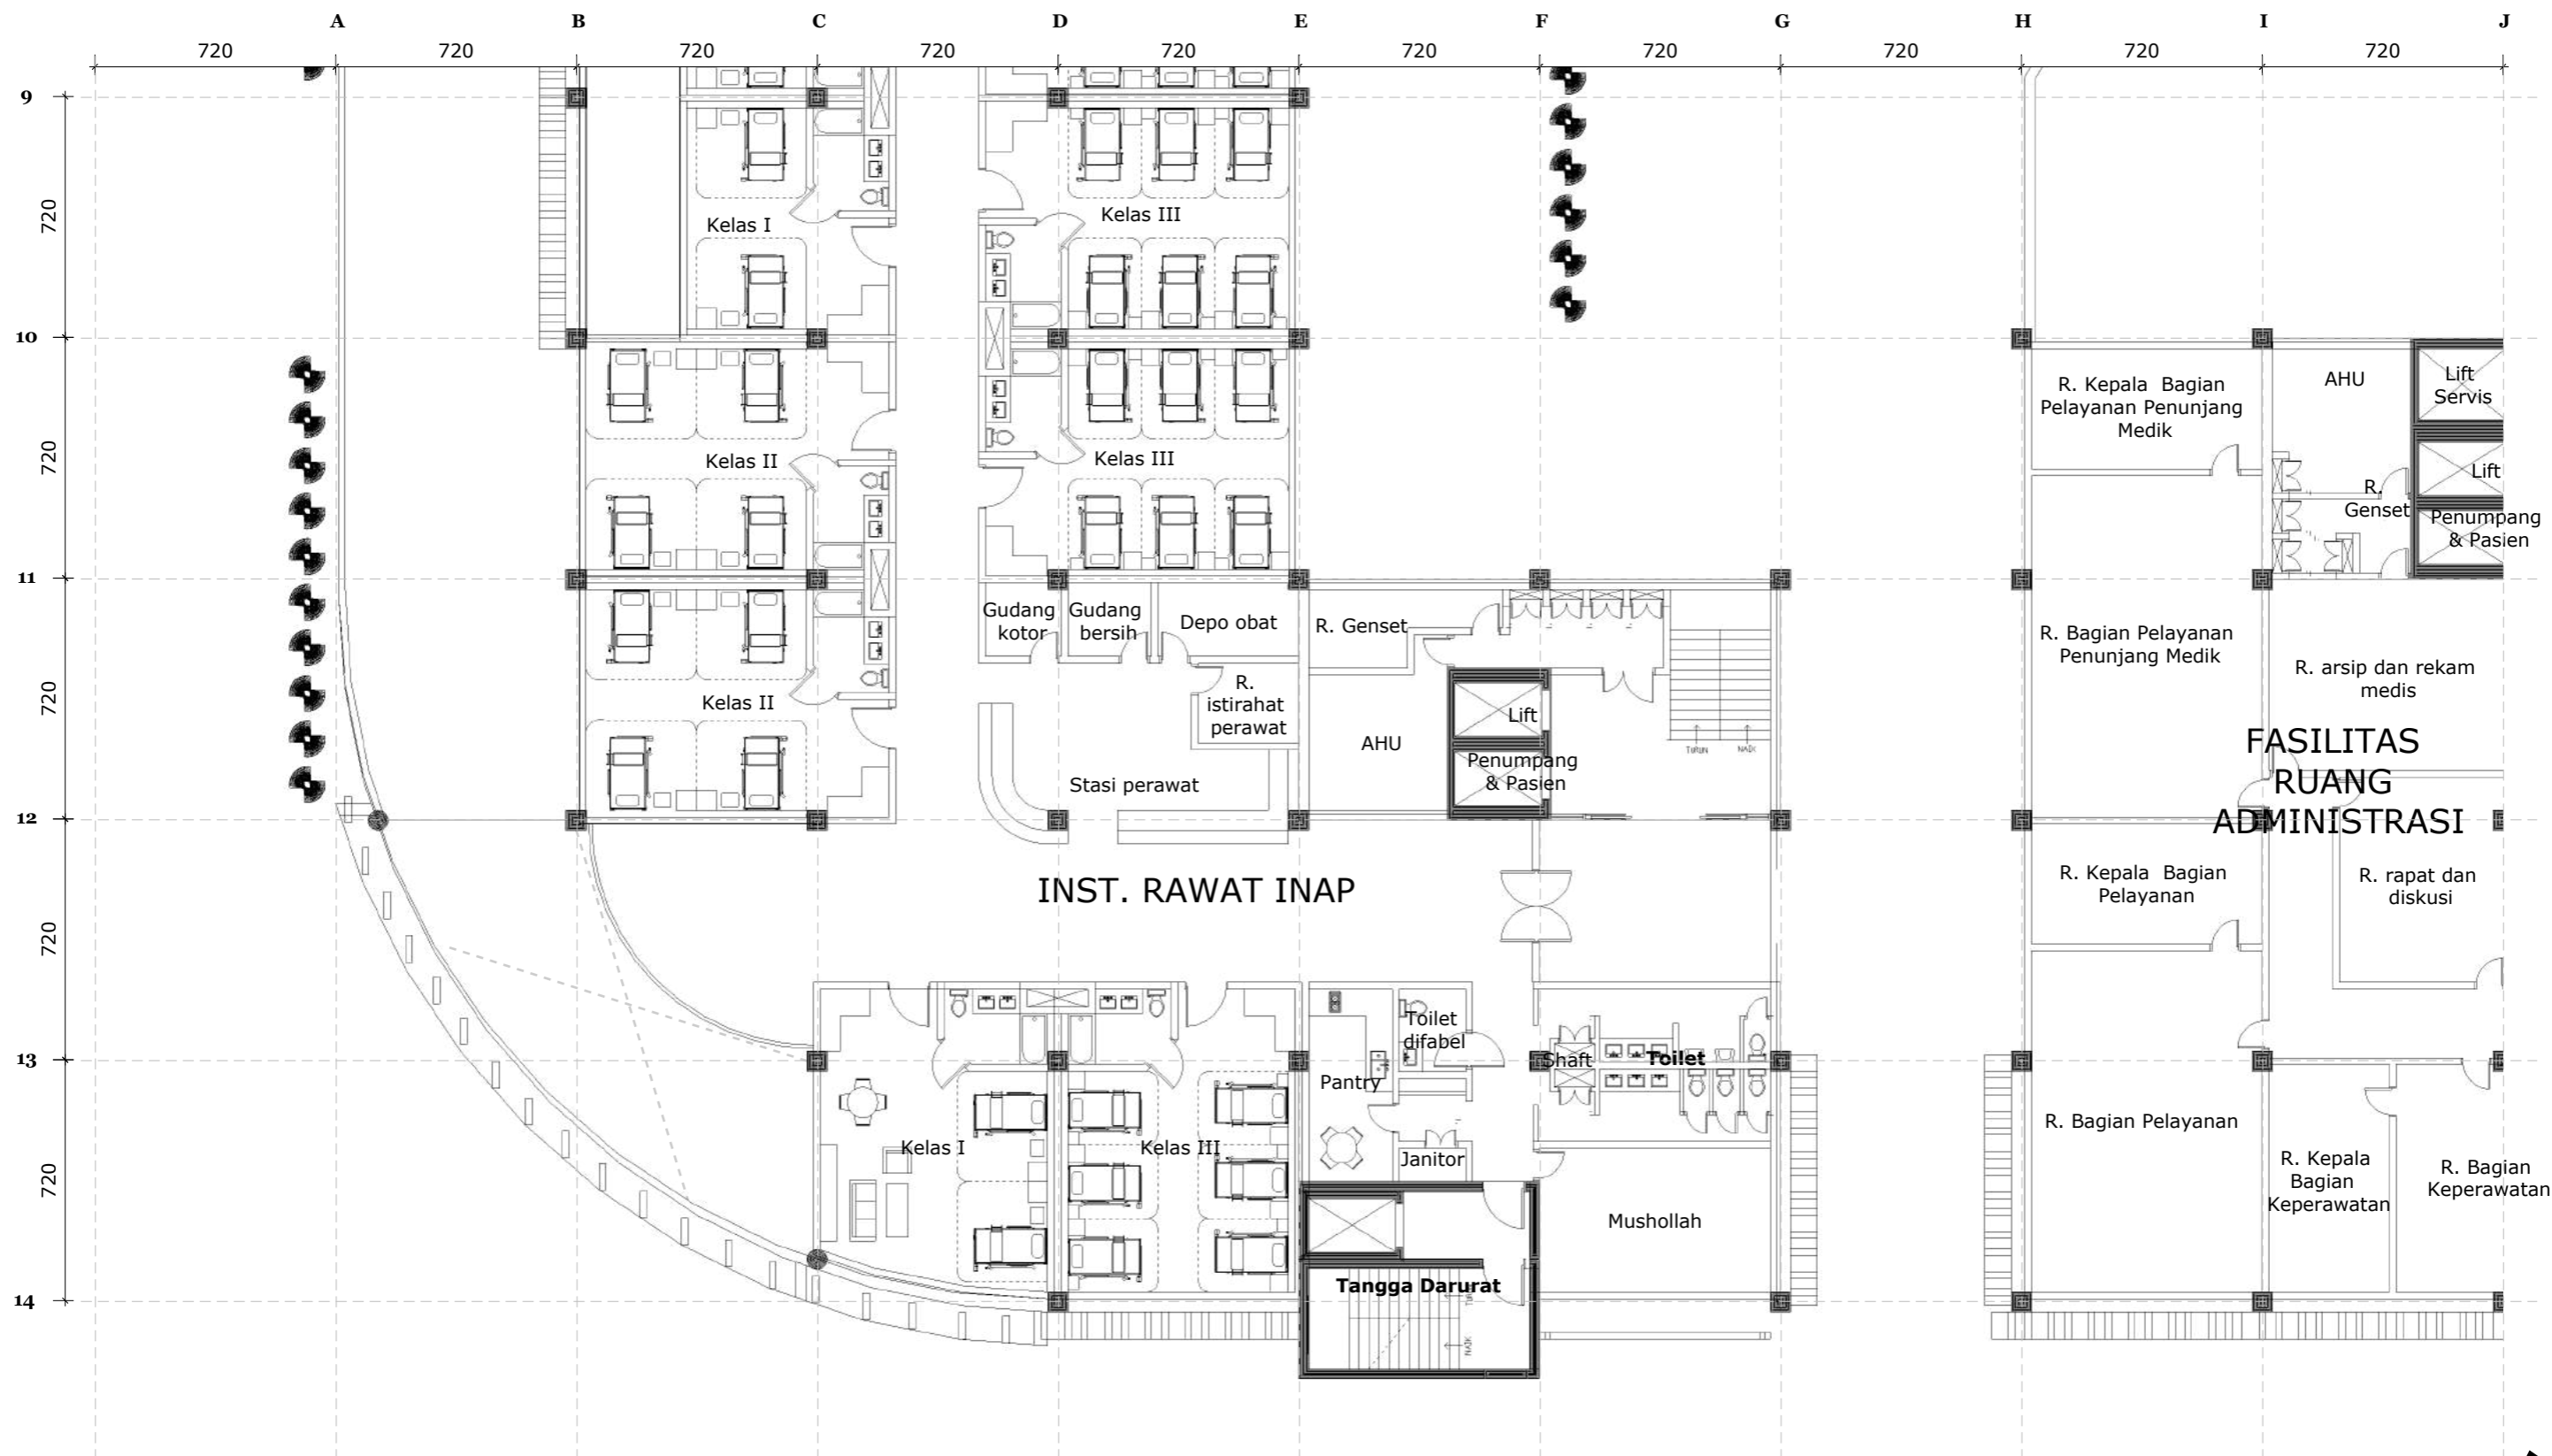 A B C D E F G H I J
720 720 720 720 720 720 720 720 720 720
9
720
10
720
11
720
12
720
13
720
14
Kelas I
Kelas III
Kelas II
Kelas III
Kelas II
Gudang
kotor
Gudang
bersih
Depo obat
R.
istirahat
perawat
Stasi perawat
R. Genset
AHU
Lift
Penumpang
& Pasien
TURUN
NAIK
INST. RAWAT INAP
Kelas I
Kelas III
Pantry
Toilet
difabel
Janitor
Shaft
Toilet
Mushollah
Tangga Darurat
NAIK
R. Kepala Bagian
Pelayanan Penunjang
Medik
AHU
Lift
Servis
Lift
Penumpang
& Pasien
R.
Genset
R. Bagian Pelayanan
Penunjang Medik
R. arsip dan rekam
medis
FASILITAS
RUANG
ADMINISTRASI
R. Kepala Bagian
Pelayanan
R. rapat dan
diskusi
R. Bagian Pelayanan
R. Kepala
Bagian
Keperawatan
R. Bagian
Keperawatan